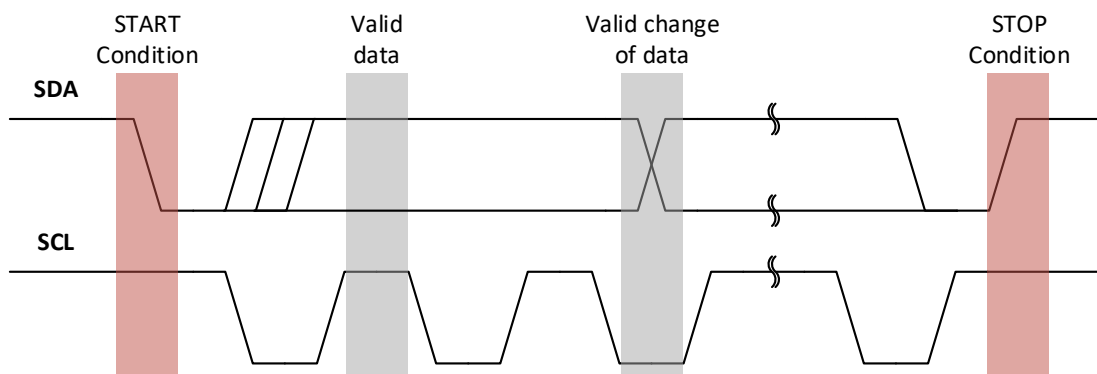 START
Condition
Valid
data
Valid change
of data
STOP
Condition
SDA
SCL